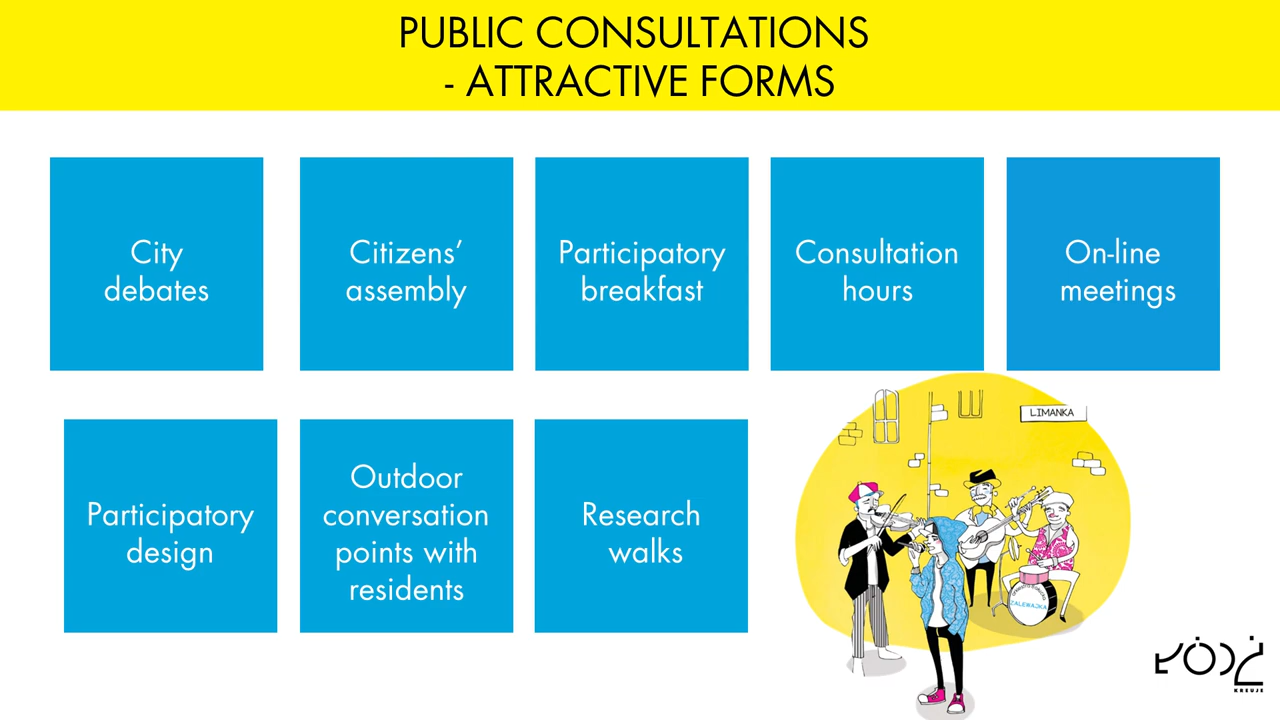 PUBLIC CONSULTATIONS
- ATTRACTIVE FORMS
City
debates
Citizens’
assembly
Participatory
breakfast
Consultation
hours
On-line
meetings
Participatory
design
Outdoor
conversation
points with
residents
Research
walks
LIMANKA
ZALEWAJKA
ŁÓDŹ
KREUJE